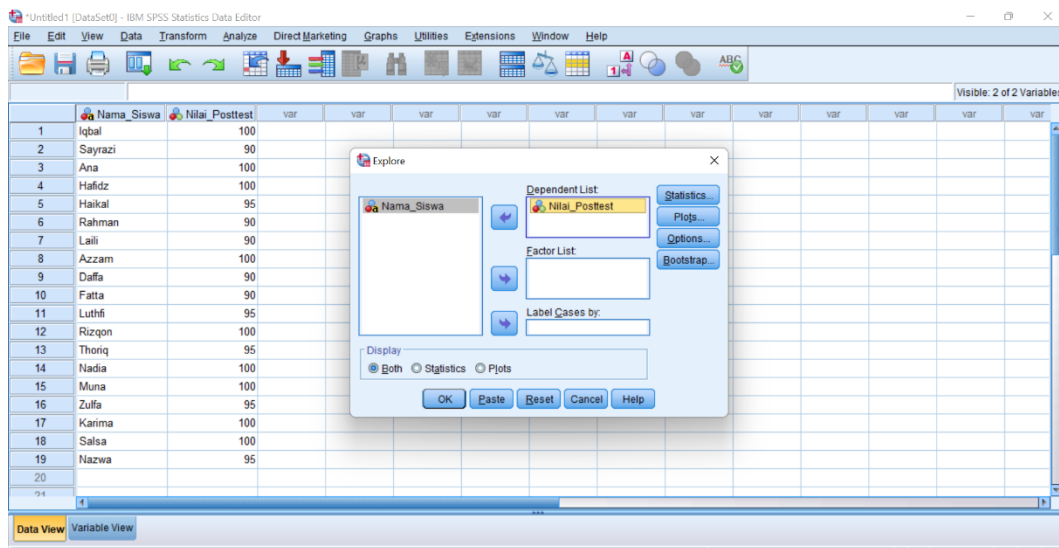 *Untitled1 [DataSet0] - IBM SPSS Statistics Data Editor
File Edit View Data Transform Analyze Direct Marketing Graphs Utilities Extensions Window Help
Visible: 2 of 2 Variables
Nama_Siswa Nilai_Posttest var var var var var var var var var var var var
1 Iqbal 100
2 Sayrazi 90
3 Ana 100
4 Hafidz 100
5 Haikal 95
6 Rahman 90
7 Laili 90
8 Azzam 100
9 Daffa 90
10 Fatta 90
11 Luthfi 95
12 Rizqon 100
13 Thoriq 95
14 Nadia 100
15 Muna 100
16 Zulfa 95
17 Karima 100
18 Salsa 100
19 Nazwa 95
20
21
Explore
Nama_Siswa
Dependent List:
Nilai_Posttest
Factor List:
Label Cases by:
Statistics...
Plots...
Options...
Bootstrap...
Display
Both Statistics Plots
OK Paste Reset Cancel Help
Data View Variable View